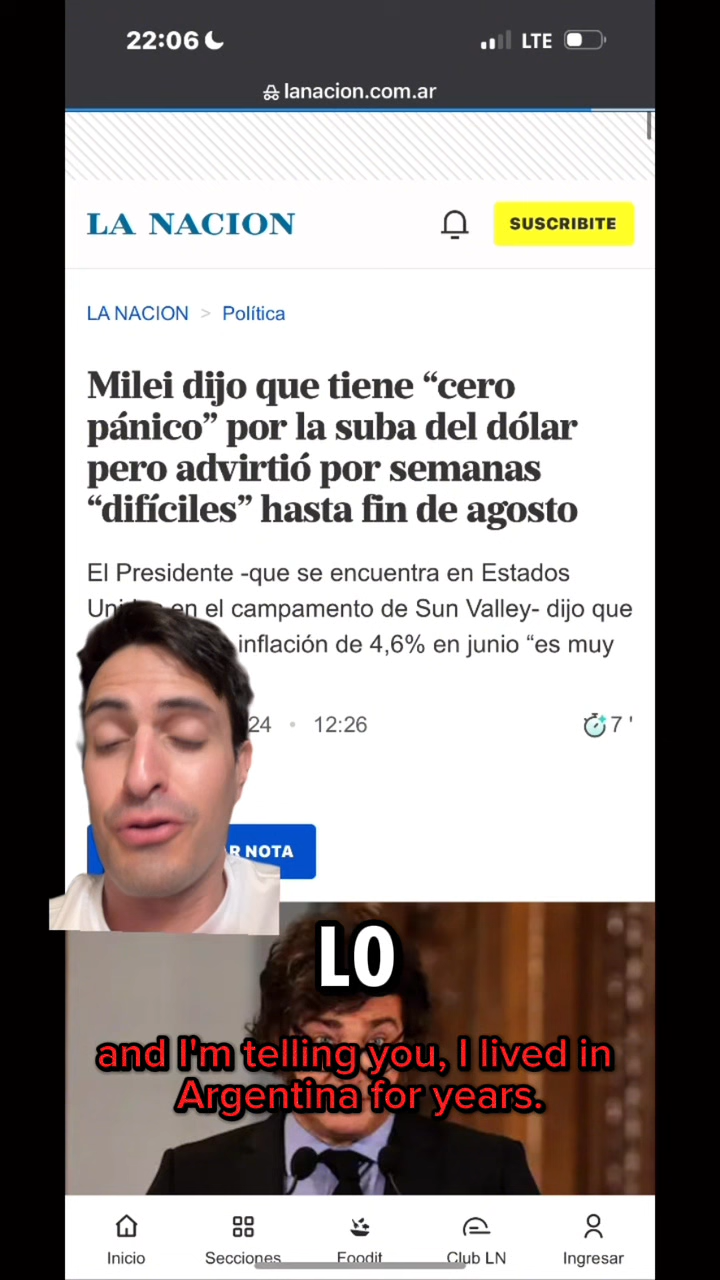 22:06
LTE
lanacion.com.ar
LA NACION
SUSCRIBITE
LA NACION > Política
Milei dijo que tiene “cero
pánico” por la suba del dólar
pero advirtió por semanas
“difíciles” hasta fin de agosto
El Presidente -que se encuentra en Estados
en el campamento de Sun Valley- dijo que
inflación de 4,6% en junio “es muy
24 • 12:26
7 '
NOTA
LO
and I'm telling you, I lived in
Argentina for years.
Inicio
Secciones
Foodit
Club LN
Ingresar